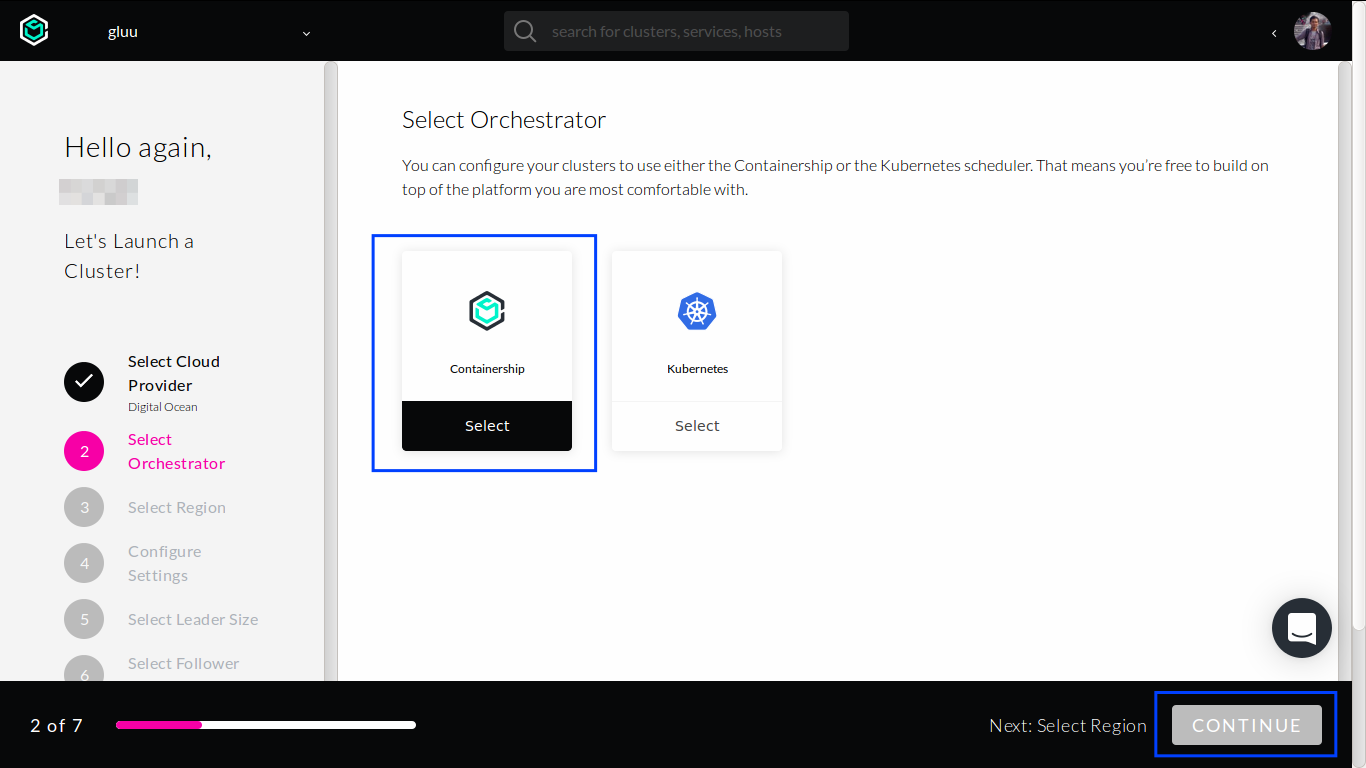 gluu
search for clusters, services, hosts
Hello again,
Let's Launch a
Cluster!
Select Cloud
Provider
Digital Ocean
2
Select
Orchestrator
3
Select Region
4
Configure
Settings
5
Select Leader Size
6
Select Follower
Select Orchestrator
You can configure your clusters to use either the Containership or the Kubernetes scheduler. That means you’re free to build on
top of the platform you are most comfortable with.
Containership
Select
Kubernetes
Select
2 of 7
Next: Select Region
CONTINUE